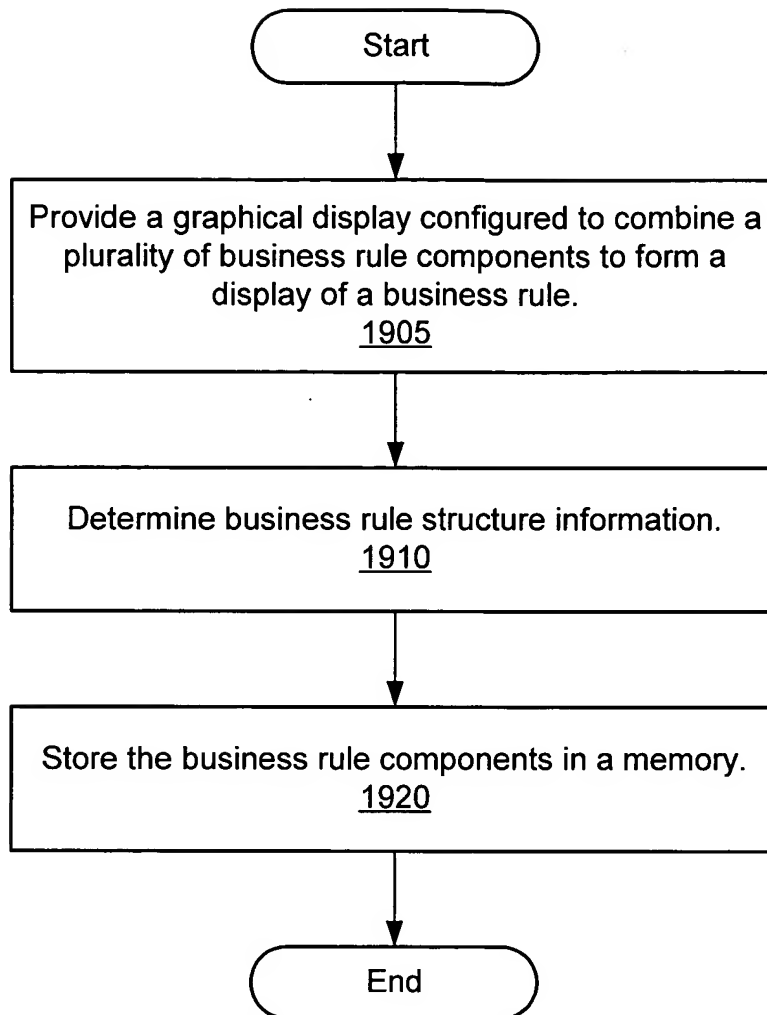 Start
Provide a graphical display configured to combine a
plurality of business rule components to form a
display of a business rule.
1905
Determine business rule structure information.
1910
Store the business rule components in a memory.
1920
End